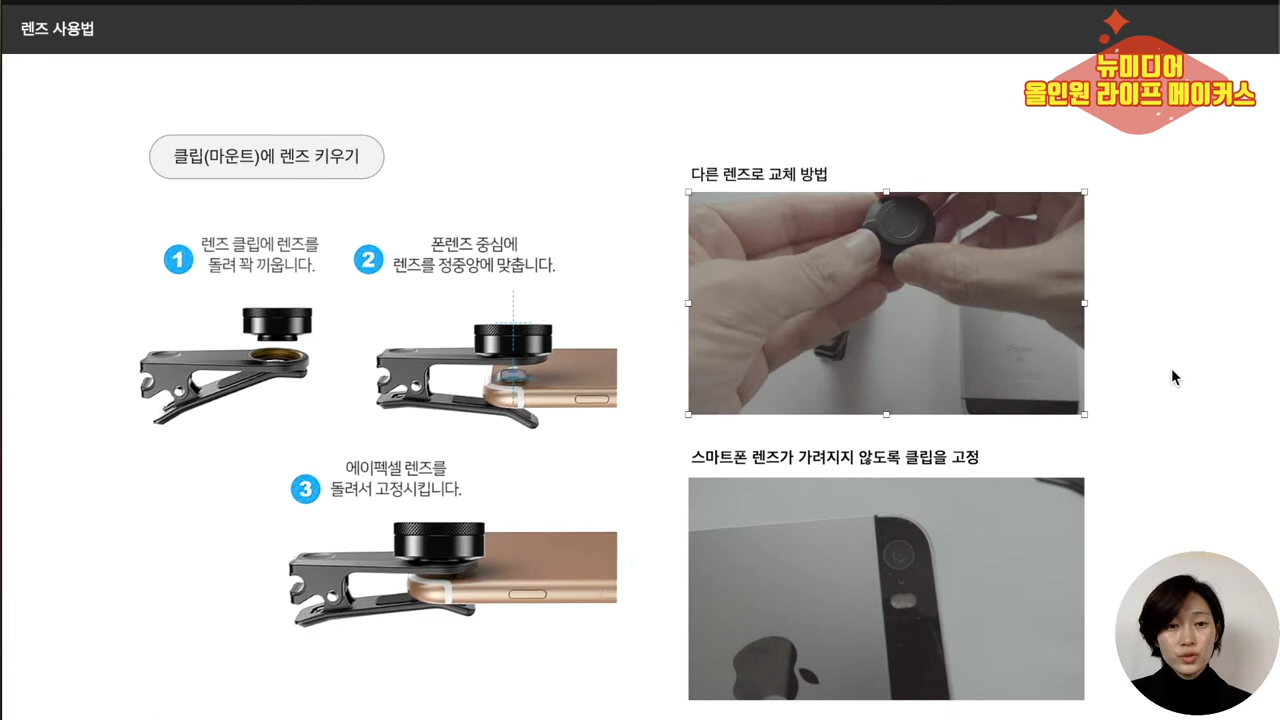 렌즈 사용법
뉴미디어
올인원 라이프 메이커스
클립(마운트)에 렌즈 키우기
1
렌즈 클립에 렌즈를
돌려 꽉 끼웁니다.
2
폰렌즈 중심에
렌즈를 정중앙에 맞춥니다.
3
에이펙셀 렌즈를
돌려서 고정시킵니다.
다른 렌즈로 교체 방법
스마트폰 렌즈가 가려지지 않도록 클립을 고정